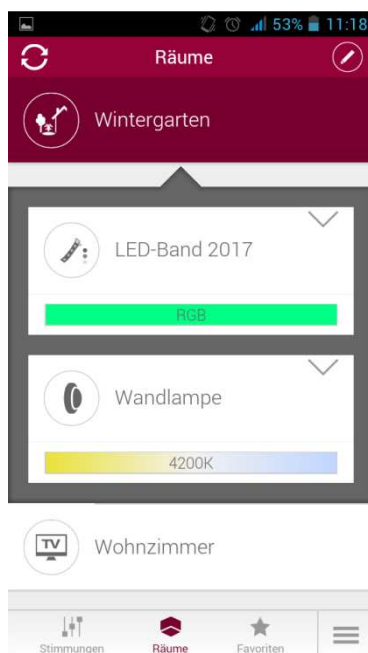 53% 11:18
Räume
Wintergarten
LED-Band 2017
RGB
Wandlampe
4200K
TV
Wohnzimmer
Stimmungen Räume Favoriten